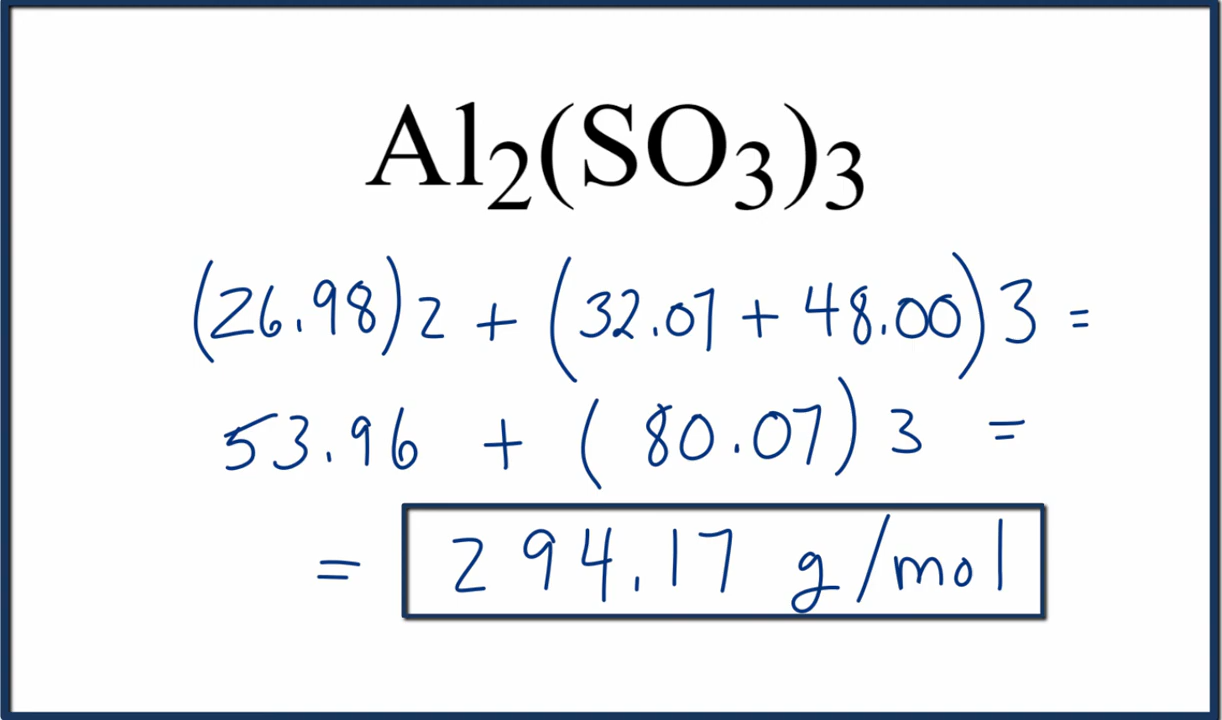 Al₂(SO₃)₃
(26.98)2 + (32.07 + 48.00)3 =
53.96 + (80.07)3 =
= 294.17 g/mol